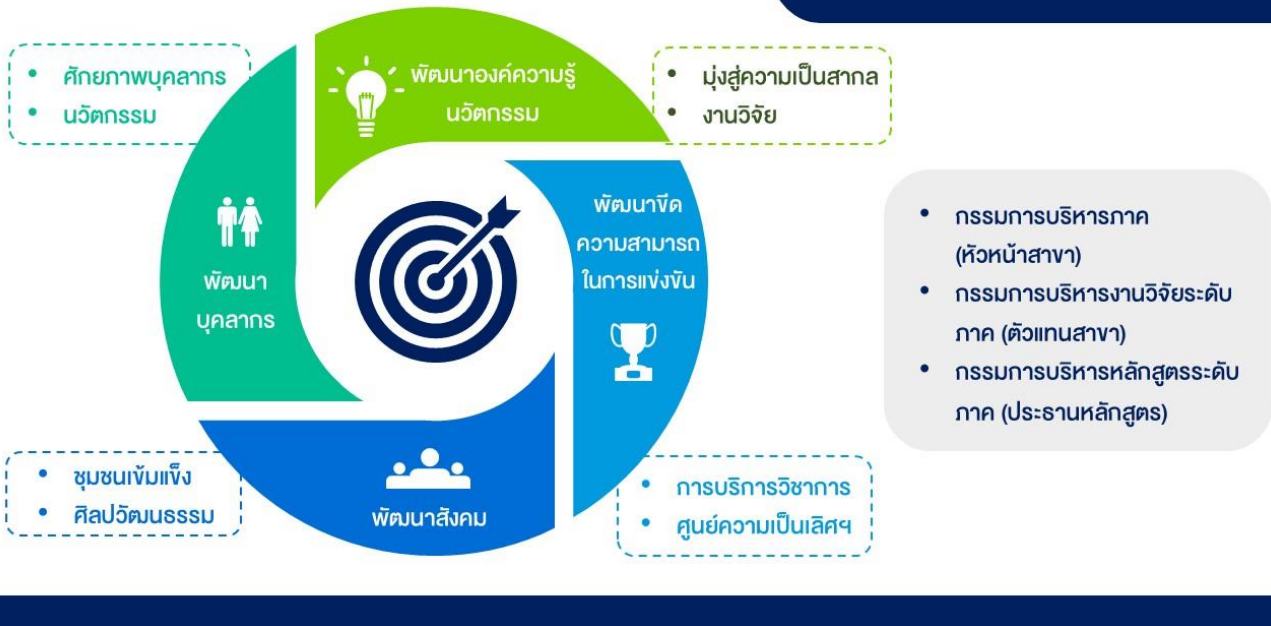 • ศักยภาพบุคลากร
• นวัตกรรม
พัฒนาองค์ความรู้
นวัตกรรม
• มุ่งสู่ความเป็นสากล
• งานวิจัย
พัฒนา
บุคลากร
พัฒนาขีด
ความสามารถ
ในการแข่งขัน
พัฒนาสังคม
• ชุมชนเข้มแข็ง
• ศิลปวัฒนธรรม
• การบริการวิชาการ
• ศูนย์ความเป็นเลิศฯ
• กรรมการบริหารภาค
(หัวหน้าสาขา)
• กรรมการบริหารงานวิจัยระดับ
ภาค (ตัวแทนสาขา)
• กรรมการบริหารหลักสูตรระดับ
ภาค (ประธานหลักสูตร)